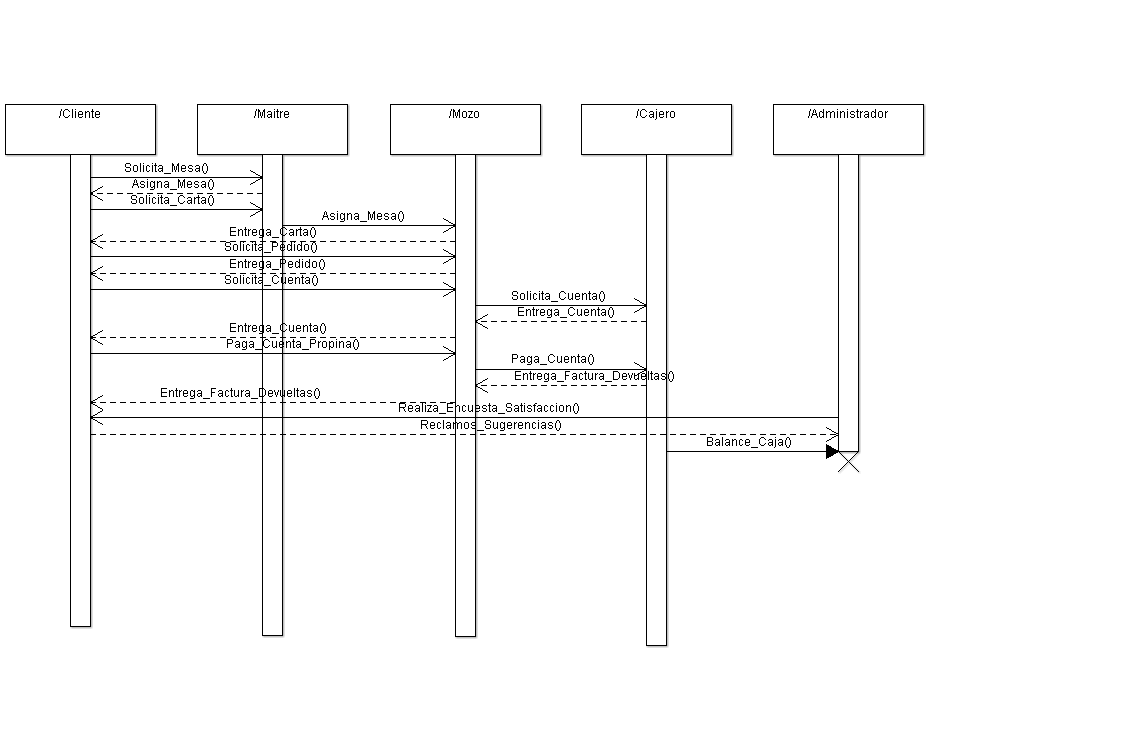 /Cliente
/Maitre
/Mozo
/Cajero
/Administrador
Solicita_Mesa()
Asigna_Mesa()
Solicita_Carta()
Asigna_Mesa()
Entrega_Carta()
Solicita_Pedido()
Entrega_Pedido()
Solicita_Cuenta()
Solicita_Cuenta()
Entrega_Cuenta()
Entrega_Cuenta()
Paga_Cuenta_Propina()
Paga_Cuenta()
Entrega_Factura_Devueltas()
Entrega_Factura_Devueltas()
Realiza_Encuesta_Satisfaccion()
Reclamos_Sugerencias()
Balance_Caja()